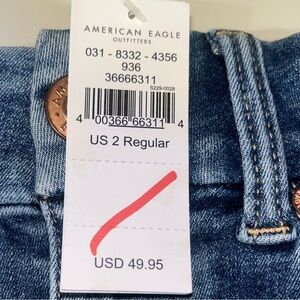 AMERICAN EAGLE
OUTFITTERS
031 - 8332 - 4356
936
36666311
S229-0028
4 00366 66311 4
US 2 Regular
USD 49.95